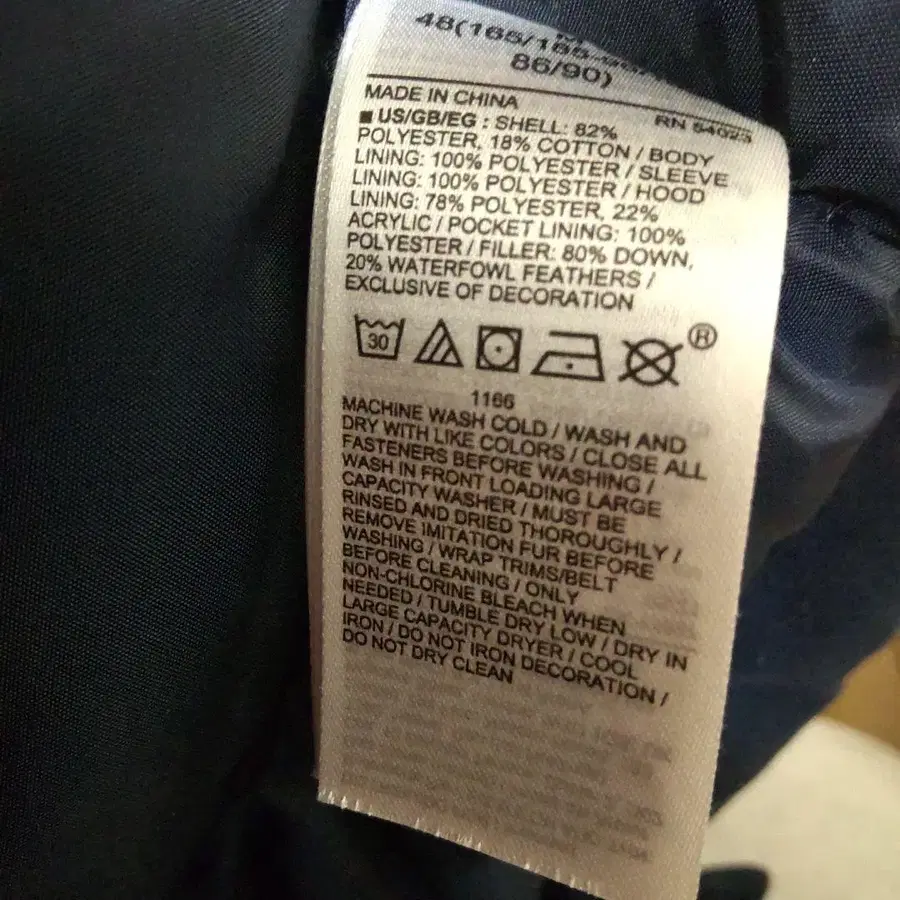 M
48(165/185-
86/90)
MADE IN CHINA
RN 54023
US/GB/EG : SHELL: 82%
POLYESTER, 18% COTTON / BODY
LINING: 100% POLYESTER / SLEEVE
LINING: 100% POLYESTER / HOOD
LINING: 78% POLYESTER, 22%
ACRYLIC / POCKET LINING: 100%
POLYESTER / FILLER: 80% DOWN,
20% WATERFOWL FEATHERS /
EXCLUSIVE OF DECORATION
30
®
1166
MACHINE WASH COLD / WASH AND
DRY WITH LIKE COLORS / CLOSE ALL
FASTENERS BEFORE WASHING /
WASH IN FRONT LOADING LARGE
CAPACITY WASHER / MUST BE
RINSED AND DRIED THOROUGHLY /
REMOVE IMITATION FUR BEFORE
WASHING / WRAP TRIMS/BELT
BEFORE CLEANING / ONLY
NON-CHLORINE BLEACH WHEN
NEEDED / TUMBLE DRY LOW / DRY IN
LARGE CAPACITY DRYER / COOL
IRON / DO NOT IRON DECORATION /
DO NOT DRY CLEAN